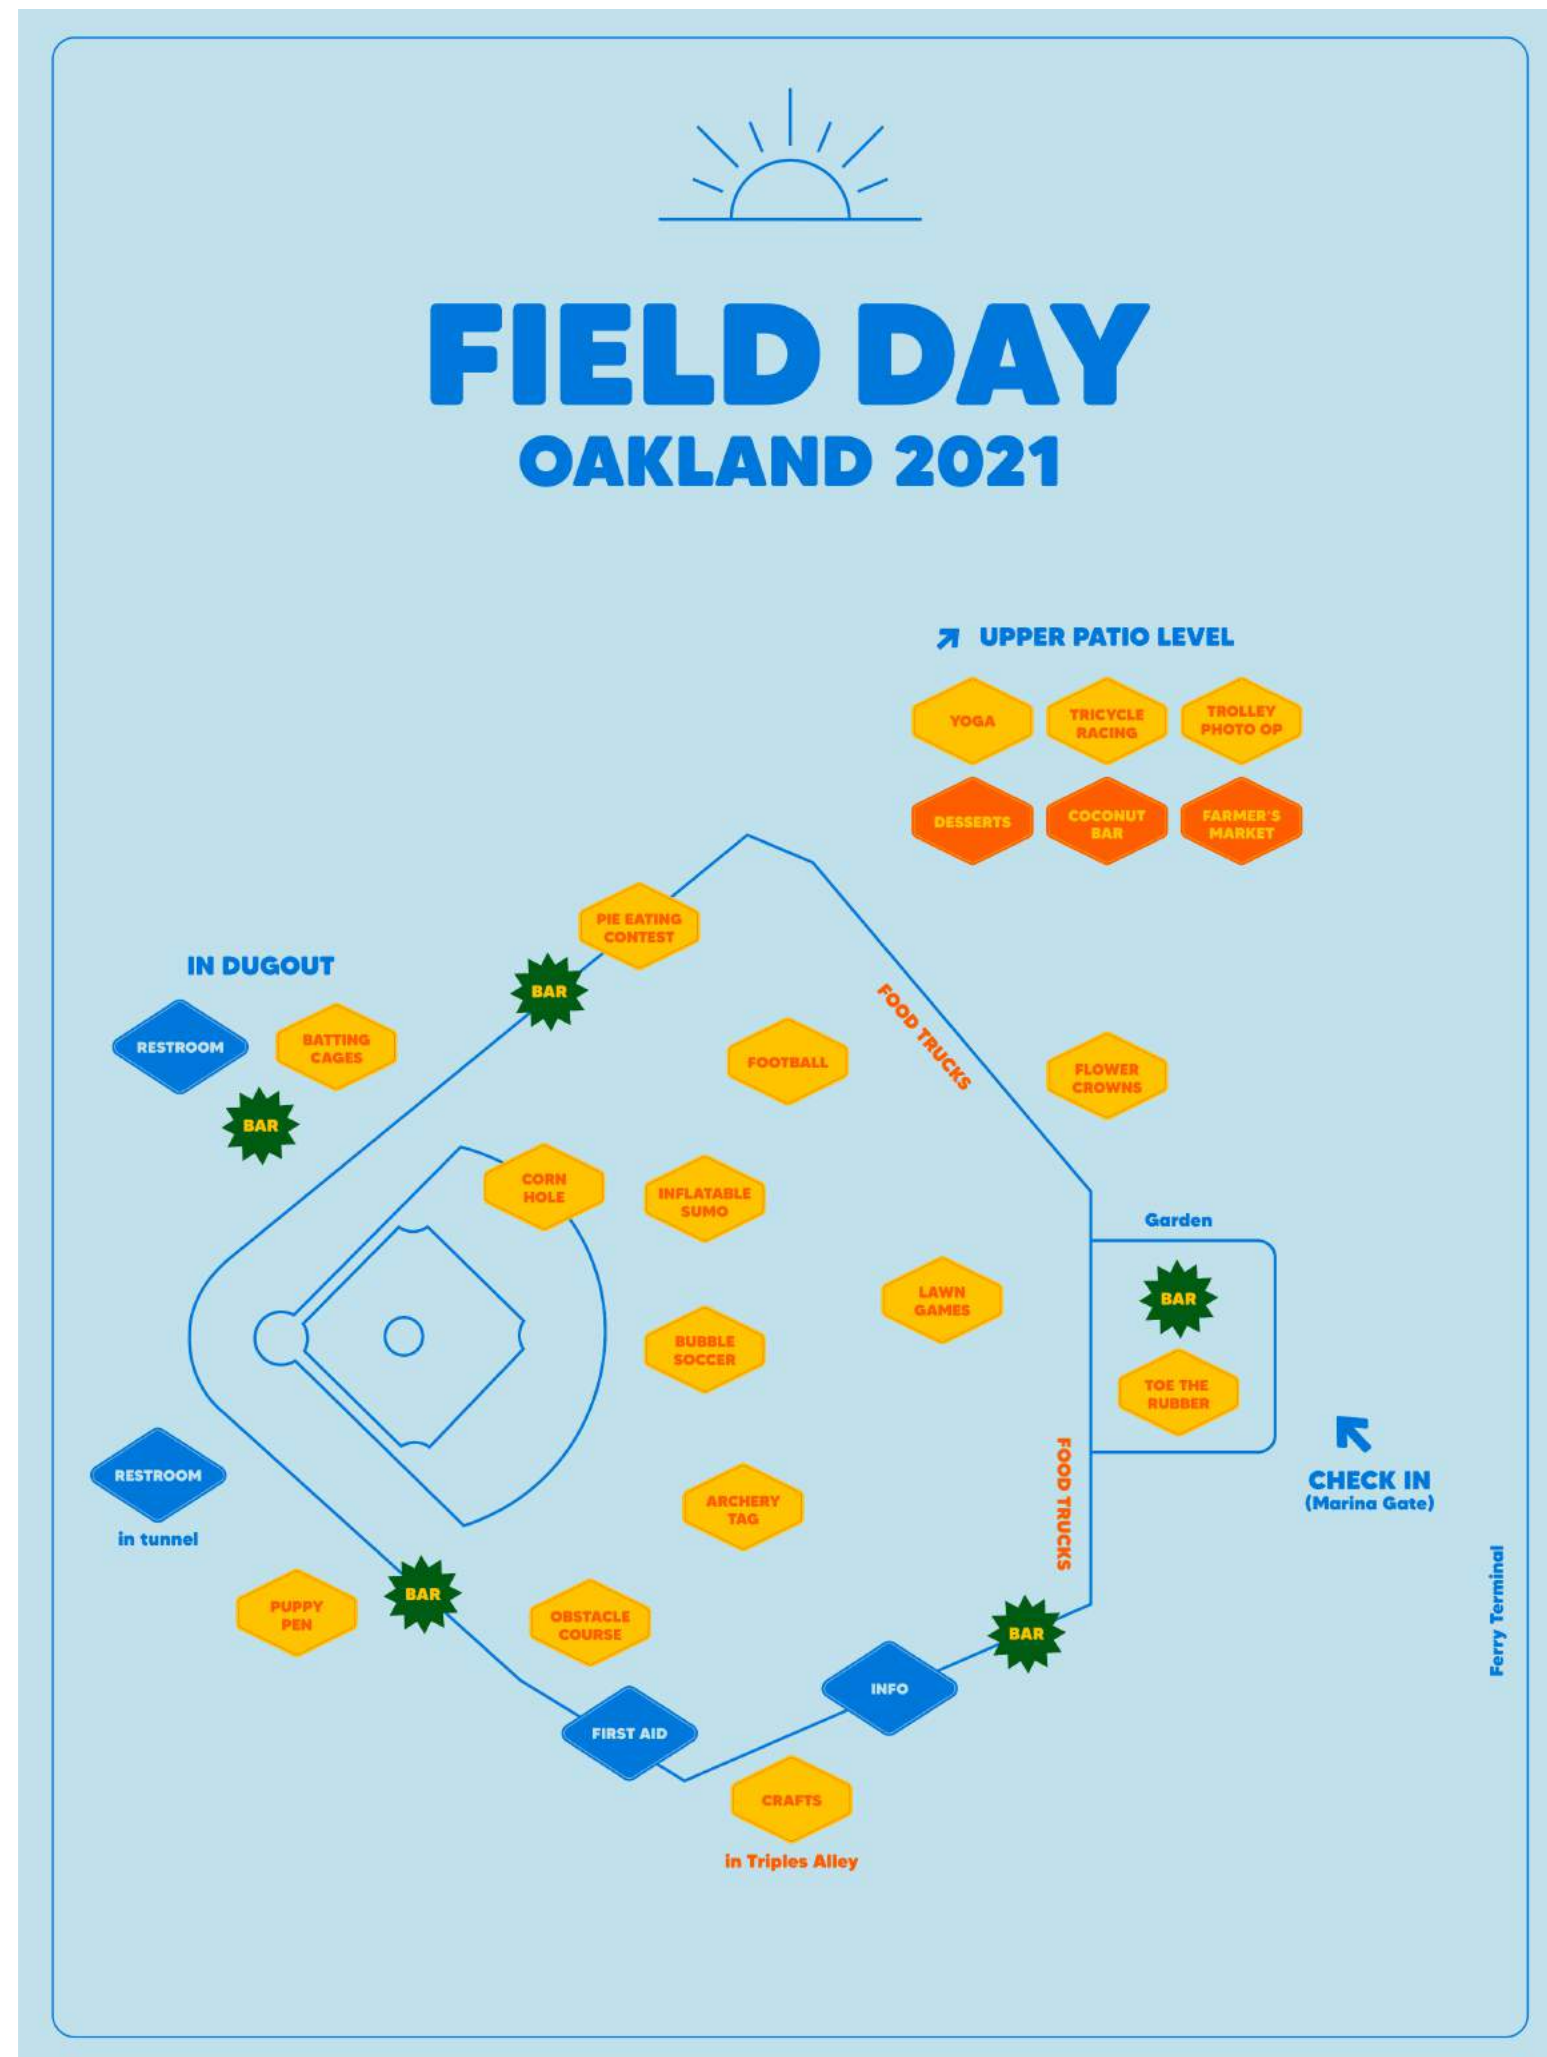 FIELD DAY
OAKLAND 2021
UPPER PATIO LEVEL
YOGA
TRICYCLE
RACING
TROLLEY
PHOTO OP
DESSERTS
COCONUT
BAR
FARMER'S
MARKET
PIE EATING
CONTEST
IN DUGOUT
BAR
RESTROOM
BATTING
CAGES
BAR
FOOTBALL
FOOD TRUCKS
FLOWER
CROWNS
CORN
HOLE
INFLATABLE
SUMO
Garden
LAWN
GAMES
BAR
BUBBLE
SOCCER
TOE THE
RUBBER
RESTROOM
in tunnel
ARCHERY
TAG
FOOD TRUCKS
CHECK IN
(Marina Gate)
Ferry Terminal
PUPPY
PEN
BAR
OBSTACLE
COURSE
BAR
INFO
FIRST AID
CRAFTS
in Triples Alley